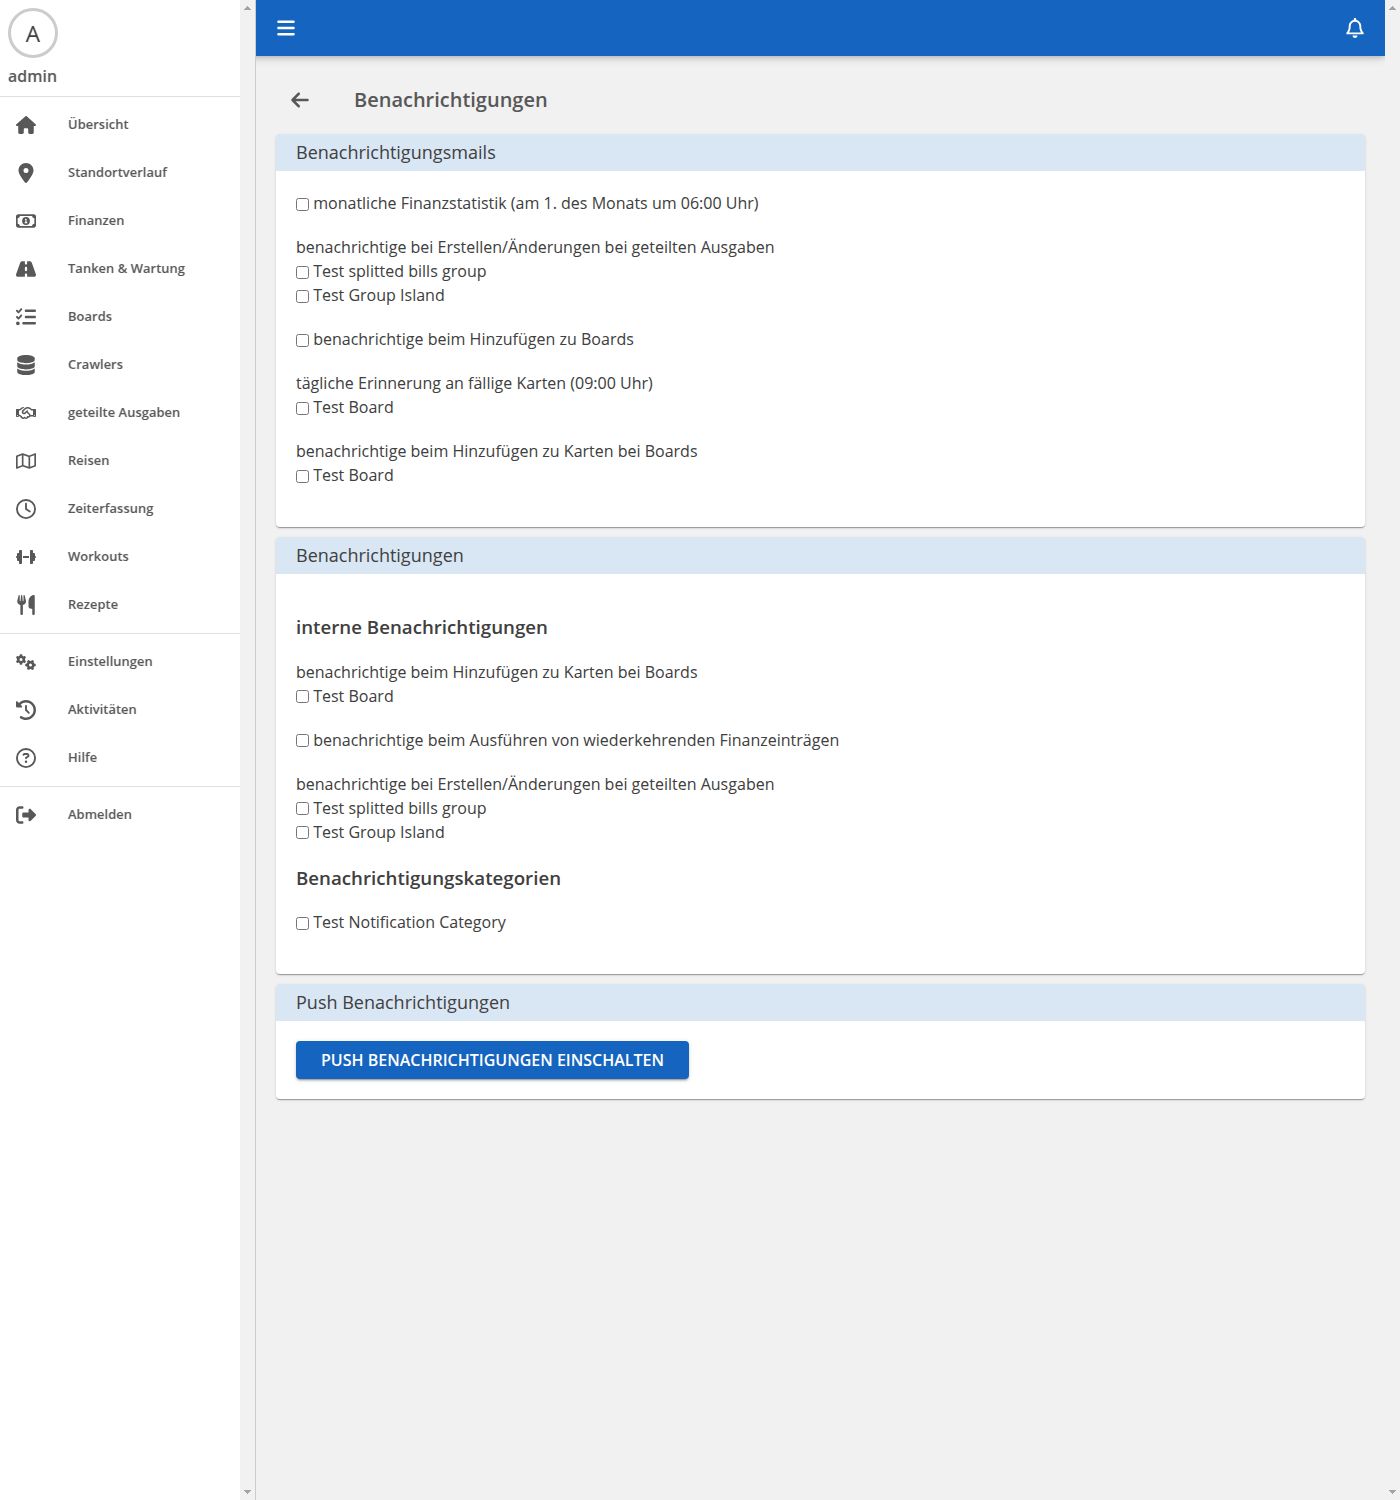 A
admin
Übersicht
Standortverlauf
Finanzen
Tanken & Wartung
Boards
Crawlers
geteilte Ausgaben
Reisen
Zeiterfassung
Workouts
Rezepte
Einstellungen
Aktivitäten
Hilfe
Abmelden
Benachrichtigungen
Benachrichtigungsmails
monatliche Finanzstatistik (am 1. des Monats um 06:00 Uhr)
benachrichtige bei Erstellen/Änderungen bei geteilten Ausgaben
Test splitted bills group
Test Group Island
benachrichtige beim Hinzufügen zu Boards
tägliche Erinnerung an fällige Karten (09:00 Uhr)
Test Board
benachrichtige beim Hinzufügen zu Karten bei Boards
Test Board
Benachrichtigungen
interne Benachrichtigungen
benachrichtige beim Hinzufügen zu Karten bei Boards
Test Board
benachrichtige beim Ausführen von wiederkehrenden Finanzeinträgen
benachrichtige bei Erstellen/Änderungen bei geteilten Ausgaben
Test splitted bills group
Test Group Island
Benachrichtigungskategorien
Test Notification Category
Push Benachrichtigungen
PUSH BENACHRICHTIGUNGEN EINSCHALTEN